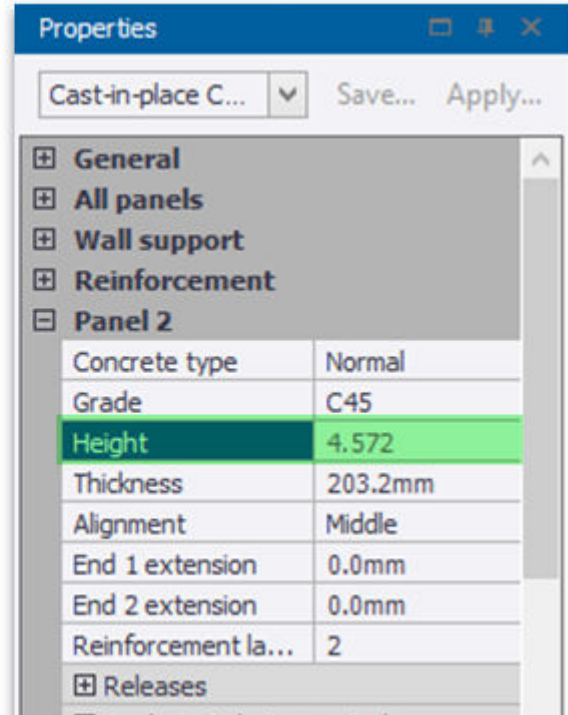 Properties
Cast-in-place C... Save... Apply...
General
All panels
Wall support
Reinforcement
Panel 2
Concrete type Normal
Grade C45
Height 4.572
Thickness 203.2mm
Alignment Middle
End 1 extension 0.0mm
End 2 extension 0.0mm
Reinforcement la... 2
Releases